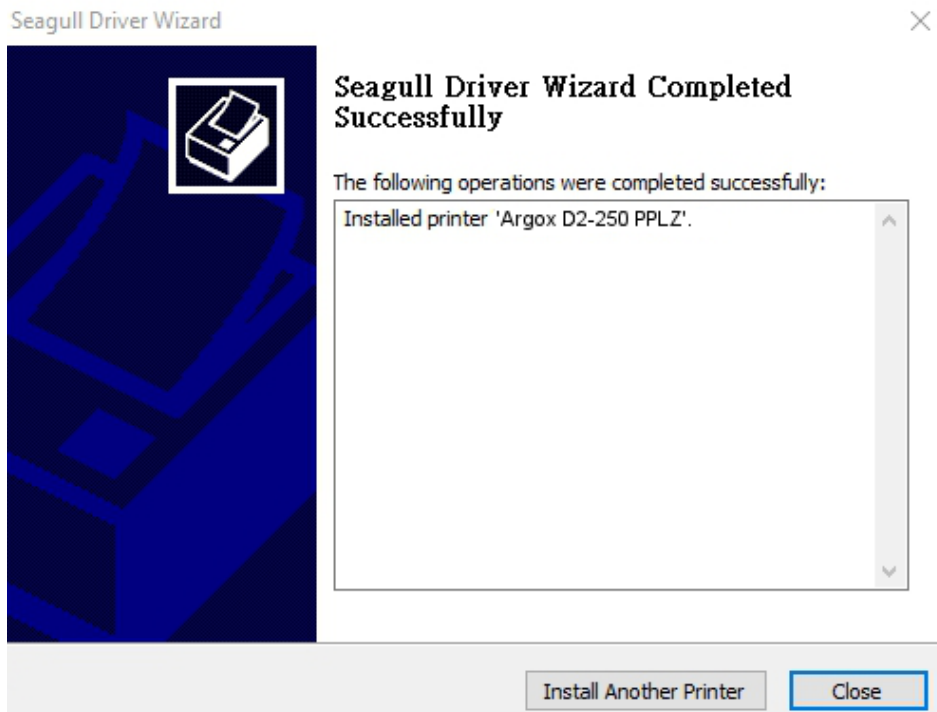 Seagull Driver Wizard
Seagull Driver Wizard Completed
Successfully
The following operations were completed successfully:
Installed printer 'Argox D2-250 PPLZ'.
Install Another Printer
Close